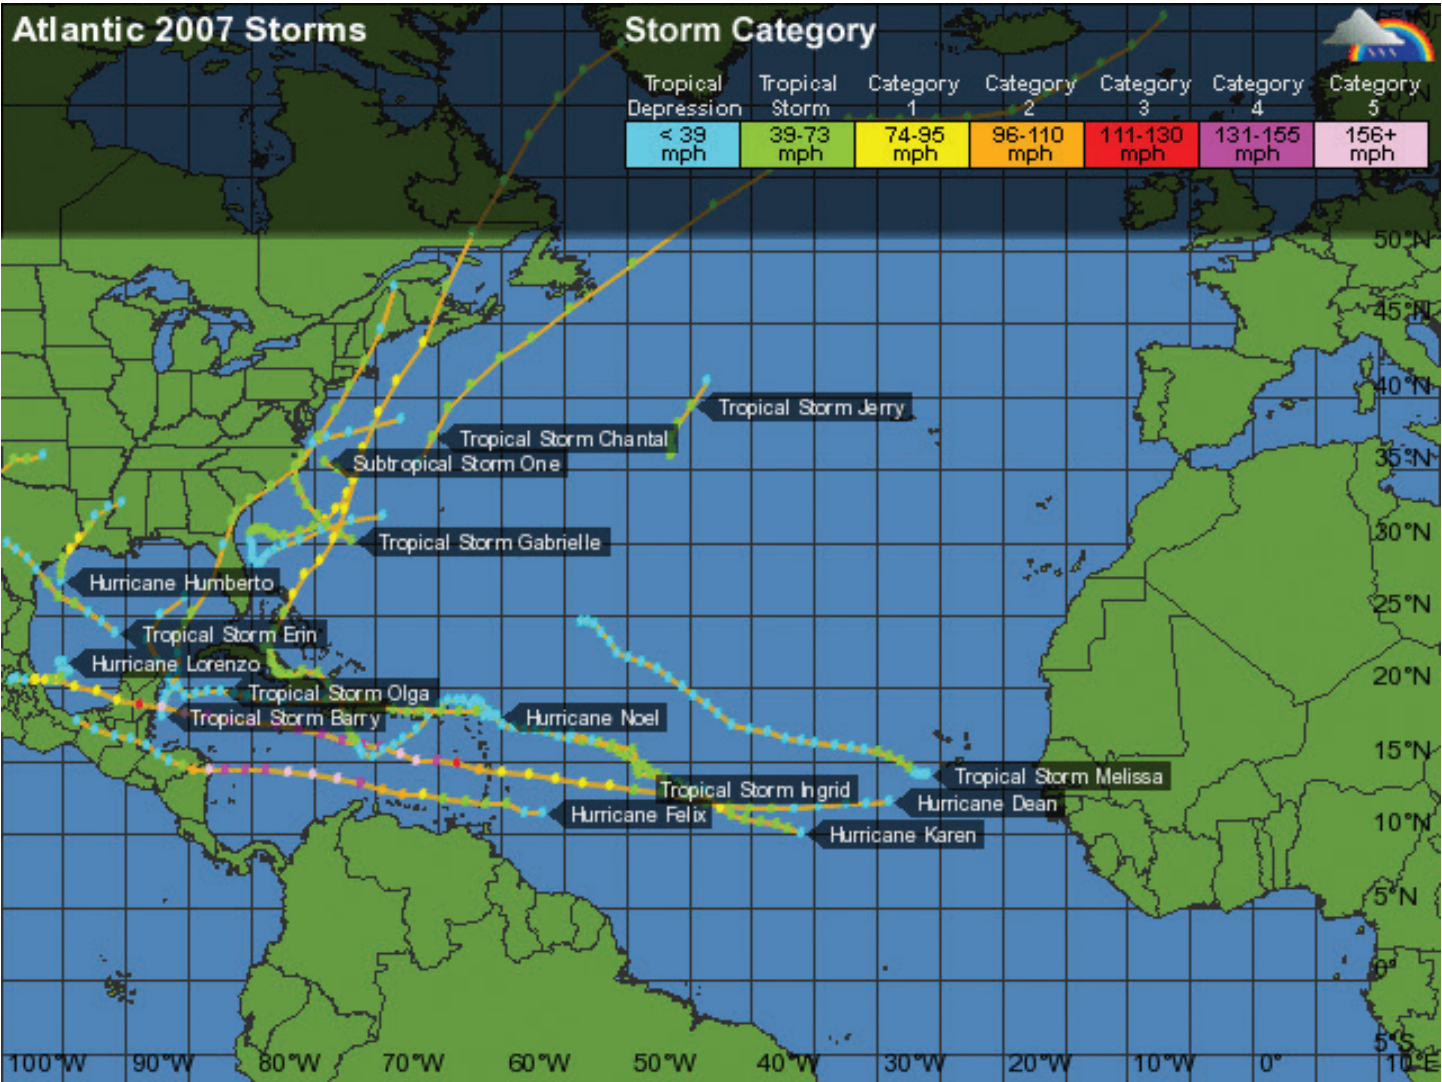 Atlantic 2007 Storms
Storm Category
Tropical Depression
Tropical Storm
Category 1
Category 2
Category 3
Category 4
Category 5
< 39 mph
39-73 mph
74-95 mph
96-110 mph
111-130 mph
131-155 mph
156+ mph
50°N
45°N
Tropical Storm Jerry
40°N
Tropical Storm Chantal
Subtropical Storm One
35°N
Tropical Storm Gabrielle
30°N
Hurricane Humberto
25°N
Tropical Storm Erin
Hurricane Lorenzo
20°N
Tropical Storm Olga
Tropical Storm Barry
Hurricane Noel
15°N
Tropical Storm Melissa
Tropical Storm Ingrid
Hurricane Dean
Hurricane Felix
10°N
Hurricane Karen
5°N
0°
5°S
100°W 90°W 80°W 70°W 60°W 50°W 40°W 30°W 20°W 10°W 0° 10°E